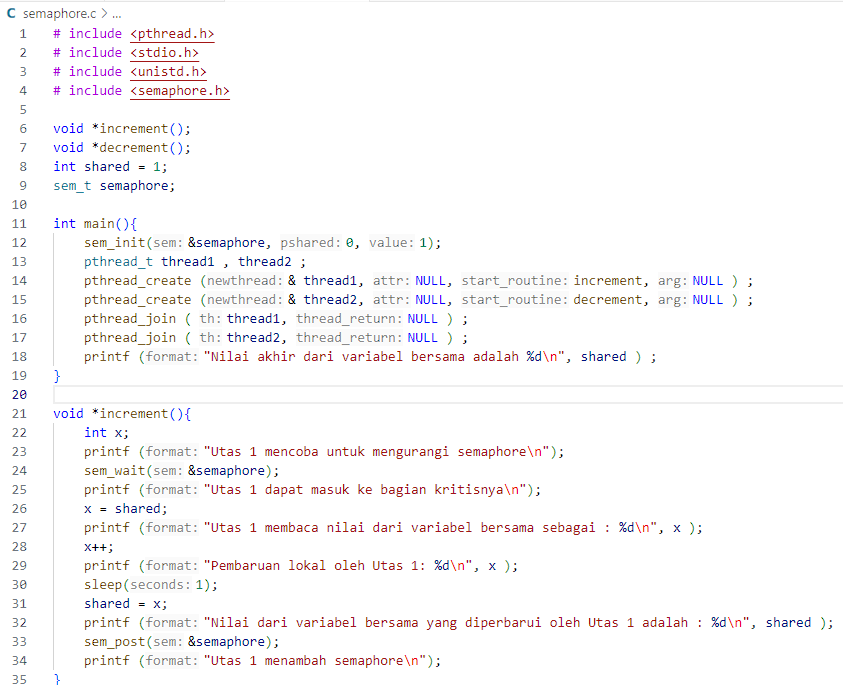 C semaphore.c > ...
1 # include <pthread.h>
2 # include <stdio.h>
3 # include <unistd.h>
4 # include <semaphore.h>
5
6 void *increment();
7 void *decrement();
8 int shared = 1;
9 sem_t semaphore;
10
11 int main(){
12 sem_init(sem: &semaphore, pshared: 0, value: 1);
13 pthread_t thread1 , thread2 ;
14 pthread_create (newthread: & thread1, attr: NULL, start_routine: increment, arg: NULL ) ;
15 pthread_create (newthread: & thread2, attr: NULL, start_routine: decrement, arg: NULL ) ;
16 pthread_join ( th: thread1, thread_return: NULL ) ;
17 pthread_join ( th: thread2, thread_return: NULL ) ;
18 printf (format: "Nilai akhir dari variabel bersama adalah %d\n", shared ) ;
19 }
20
21 void *increment(){
22 int x;
23 printf (format: "Utas 1 mencoba untuk mengurangi semaphore\n");
24 sem_wait(sem: &semaphore);
25 printf (format: "Utas 1 dapat masuk ke bagian kritisnya\n");
26 x = shared;
27 printf (format: "Utas 1 membaca nilai dari variabel bersama sebagai : %d\n", x );
28 x++;
29 printf (format: "Pembaruan lokal oleh Utas 1: %d\n", x );
30 sleep(seconds: 1);
31 shared = x;
32 printf (format: "Nilai dari variabel bersama yang diperbarui oleh Utas 1 adalah : %d\n", shared );
33 sem_post(sem: &semaphore);
34 printf (format: "Utas 1 menambah semaphore\n");
35 }